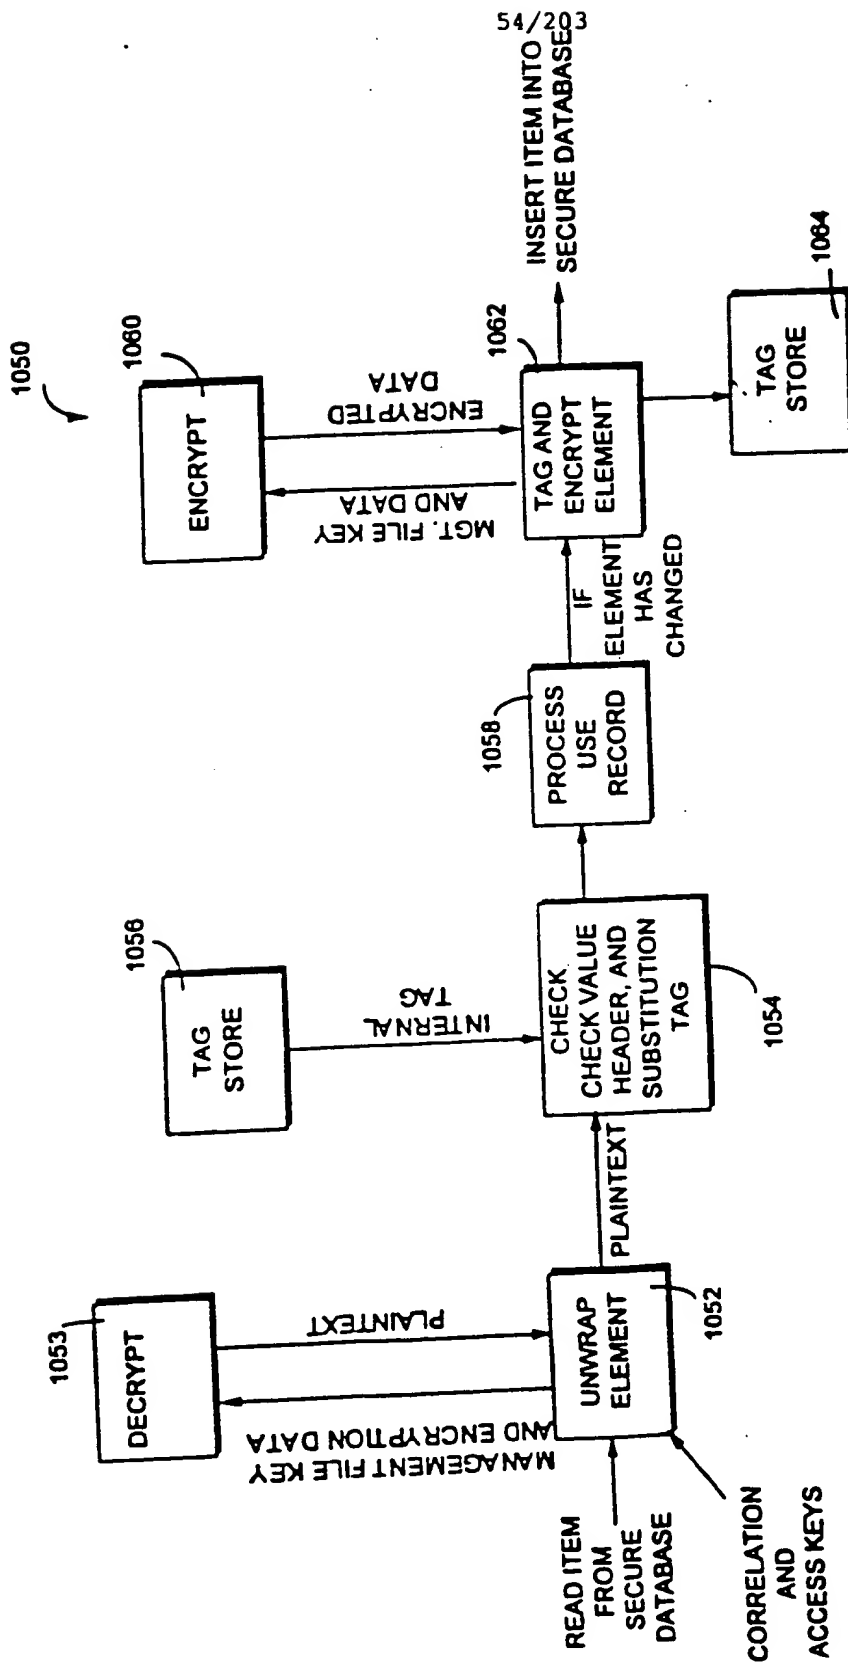 54/203
1050
1053
DECRYPT
MANAGEMENT FILE KEY
AND ENCRYPTION DATA
PLAINTEXT
READ ITEM
FROM
SECURE
DATABASE
CORRELATION
AND
ACCESS KEYS
UNWRAP
ELEMENT
1052
PLAINTEXT
1056
TAG
STORE
INTERNAL
TAG
CHECK
CHECK VALUE
HEADER, AND
SUBSTITUTION
TAG
1054
1058
PROCESS
USE
RECORD
IF
ELEMENT
HAS
CHANGED
1060
ENCRYPT
MGT. FILE KEY
AND DATA
ENCRYPTED
DATA
1062
TAG AND
ENCRYPT
ELEMENT
INSERT ITEM INTO
SECURE DATABASE
TAG
STORE
1064